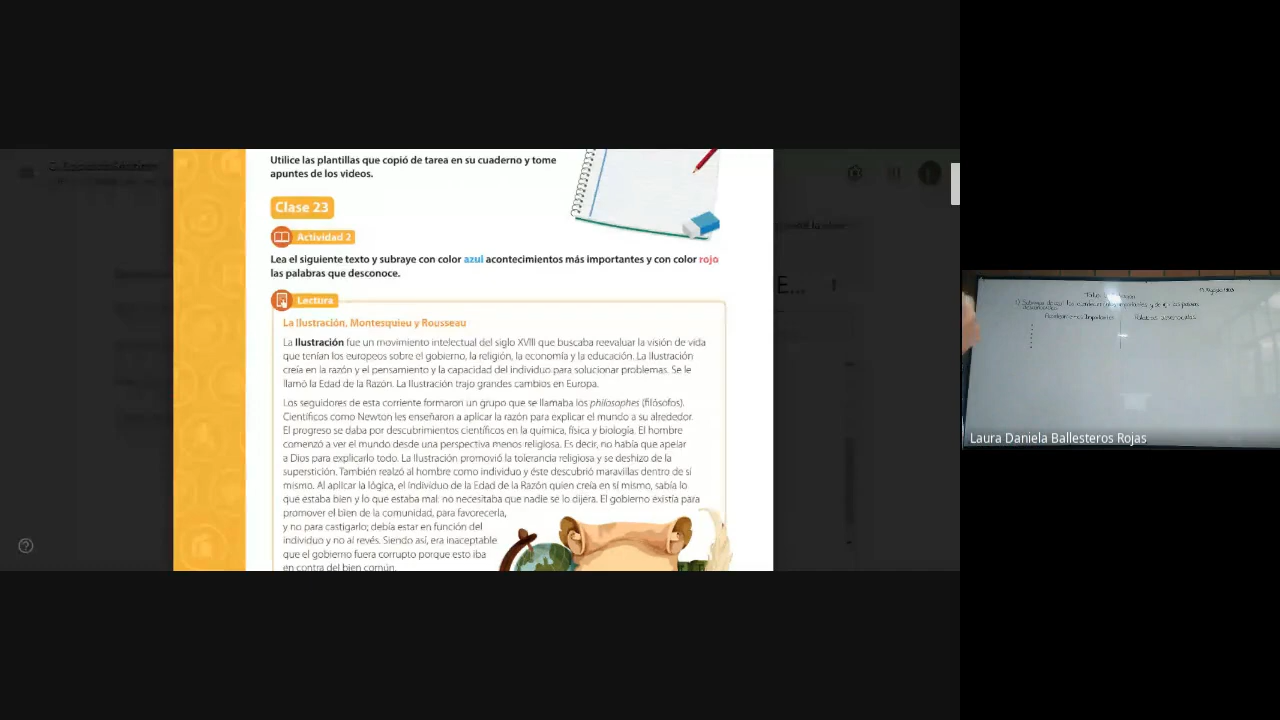 Utilice las plantillas que copió de tarea en su cuaderno y tome
apuntes de los videos.
Clase 23
Actividad 2
Lea el siguiente texto y subraye con color azul acontecimientos más importantes y con color rojo
las palabras que desconoce.
Lectura
La Ilustración, Montesquieu y Rousseau
La Ilustración fue un movimiento intelectual del siglo XVIII que buscaba reevaluar la visión de vida
que tenían los europeos sobre el gobierno, la religión, la economía y la educación. La Ilustración
creía en la razón y el pensamiento y la capacidad del individuo para solucionar problemas. Se le
llamó la Edad de la Razón. La Ilustración trajo grandes cambios en Europa.
Los seguidores de esta corriente formaron un grupo que se llamaba los philosophes (filósofos).
Científicos como Newton les enseñaron a aplicar la razón para explicar el mundo a su alrededor.
El progreso se daba por descubrimientos científicos en la química, física y biología. El hombre
comenzó a ver el mundo desde una perspectiva menos religiosa. Es decir, no había que apelar
a Dios para explicarlo todo. La Ilustración promovió la tolerancia religiosa y se deshizo de la
superstición. También realzó al hombre como individuo y éste descubrió maravillas dentro de sí
mismo. Al aplicar la lógica, el individuo de la Edad de la Razón quien creía en sí mismo, sabía lo
que estaba bien y lo que estaba mal: no necesitaba que nadie se lo dijera. El gobierno existía para
promover el bien de la comunidad, para favorecerla,
y no para castigarlo; debía estar en función del
individuo y no al revés. Siendo así, era inaceptable
que el gobierno fuera corrupto porque esto iba
en contra del bien común.
E...
Laura Daniela Ballesteros Rojas